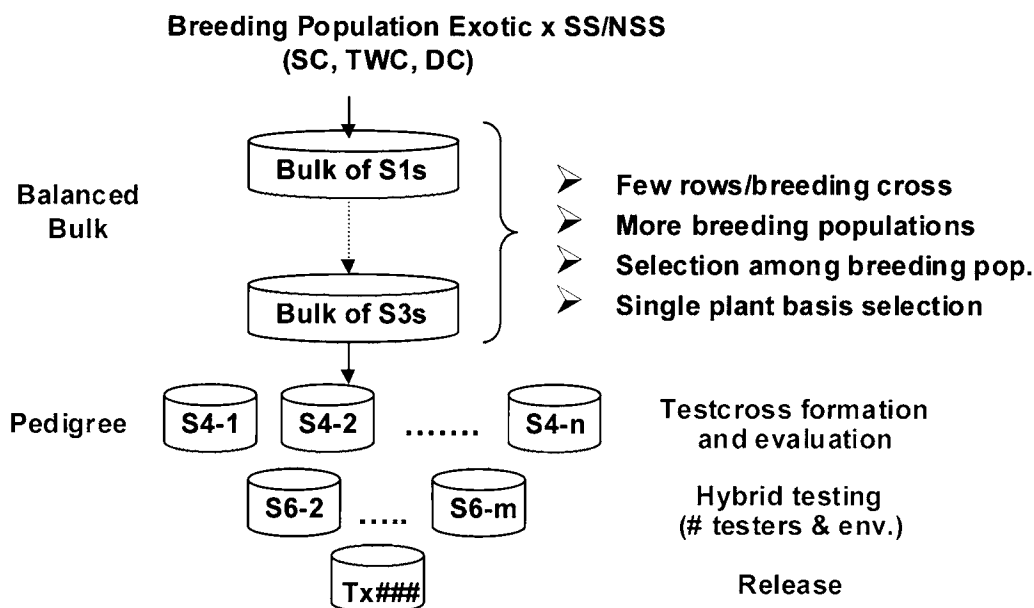 Breeding Population Exotic x SS/NSS
(SC, TWC, DC)
Balanced
Bulk
Bulk of S1s
Bulk of S3s
Few rows/breeding cross
More breeding populations
Selection among breeding pop.
Single plant basis selection
Pedigree
S4-1
S4-2
.......
S4-n
Testcross formation
and evaluation
S6-2
.....
S6-m
Hybrid testing
(# testers & env.)
Tx###
Release